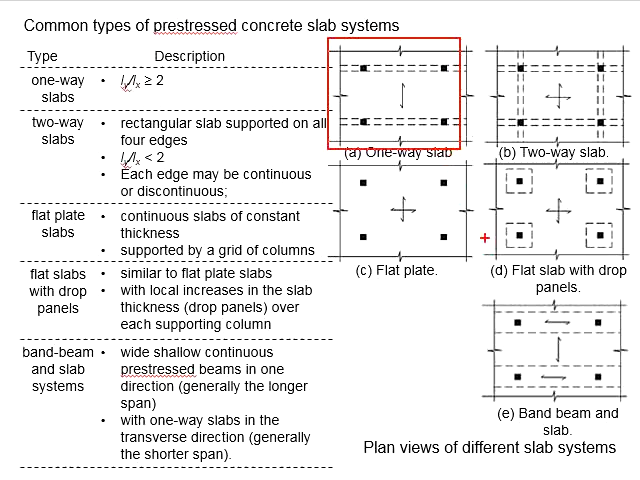 Common types of prestressed concrete slab systems
Type Description
one-way slabs
• ly/lx ≥ 2
two-way slabs
• rectangular slab supported on all
four edges
• ly/lx < 2
• Each edge may be continuous
or discontinuous;
flat plate slabs
• continuous slabs of constant
thickness
• supported by a grid of columns
flat slabs with drop panels
• similar to flat plate slabs
• with local increases in the slab
thickness (drop panels) over
each supporting column
band-beam and slab systems
• wide shallow continuous
prestressed beams in one
direction (generally the longer
span)
• with one-way slabs in the
transverse direction (generally
the shorter span).
(a) One-way slab
(b) Two-way slab.
(c) Flat plate.
+
(d) Flat slab with drop
panels.
(e) Band beam and
slab.
Plan views of different slab systems